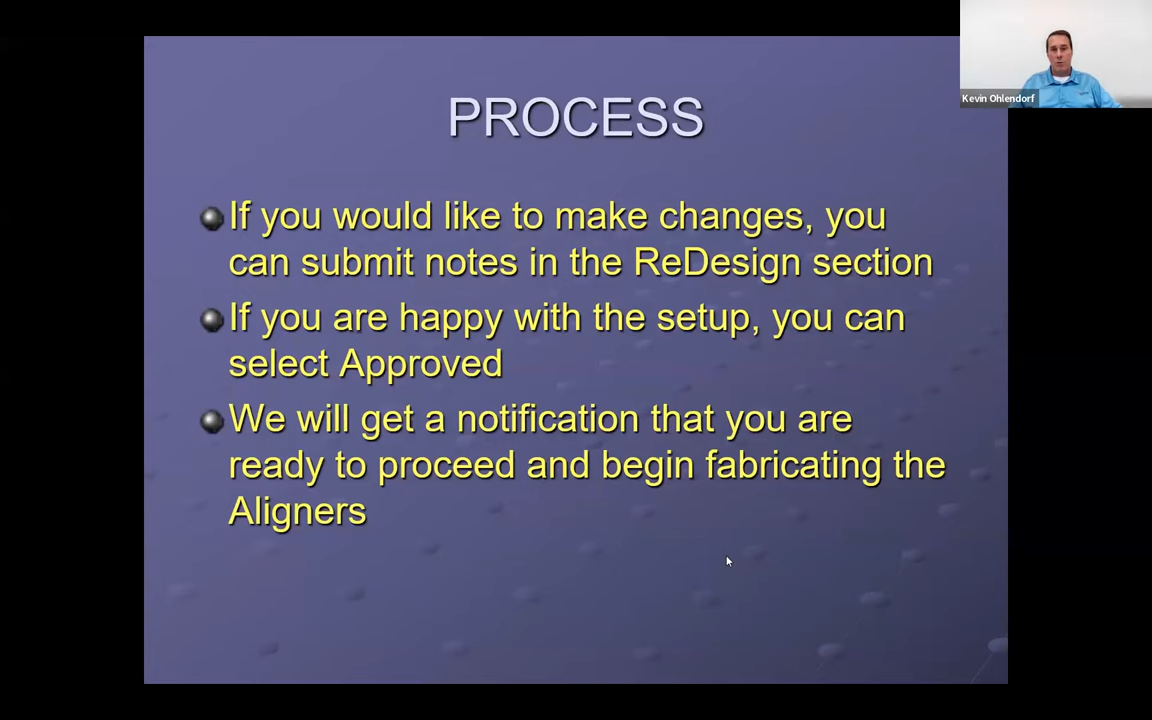 PROCESS
If you would like to make changes, you
can submit notes in the ReDesign section
If you are happy with the setup, you can
select Approved
We will get a notification that you are
ready to proceed and begin fabricating the
Aligners
Kevin Ohlendorf